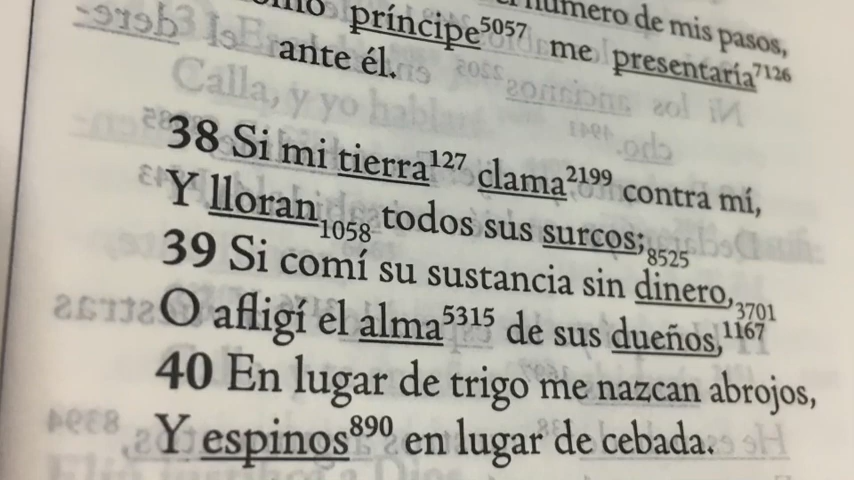 número de mis pasos,
príncipe5057 me presentaría7126
ante él.
38 Si mi tierra127 clama2199 contra mí,
Y lloran1058 todos sus surcos;8525
39 Si comí su sustancia sin dinero,3701
O afligí el alma5315 de sus dueños,1167
40 En lugar de trigo me nazcan abrojos,
Y espinos890 en lugar de cebada.